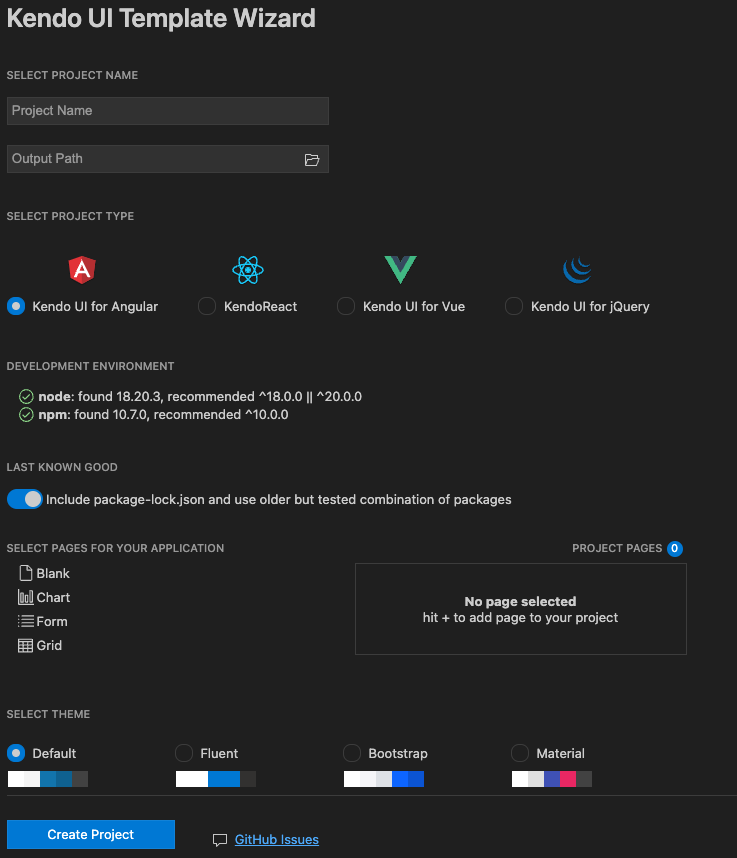 Kendo UI Template Wizard
SELECT PROJECT NAME
Project Name
Output Path
SELECT PROJECT TYPE
Kendo UI for Angular KendoReact Kendo UI for Vue Kendo UI for jQuery
DEVELOPMENT ENVIRONMENT
node: found 18.20.3, recommended ^18.0.0 || ^20.0.0
npm: found 10.7.0, recommended ^10.0.0
LAST KNOWN GOOD
Include package-lock.json and use older but tested combination of packages
SELECT PAGES FOR YOUR APPLICATION
Blank
Chart
Form
Grid
PROJECT PAGES 0
No page selected
hit + to add page to your project
SELECT THEME
Default Fluent Bootstrap Material
Create Project GitHub Issues